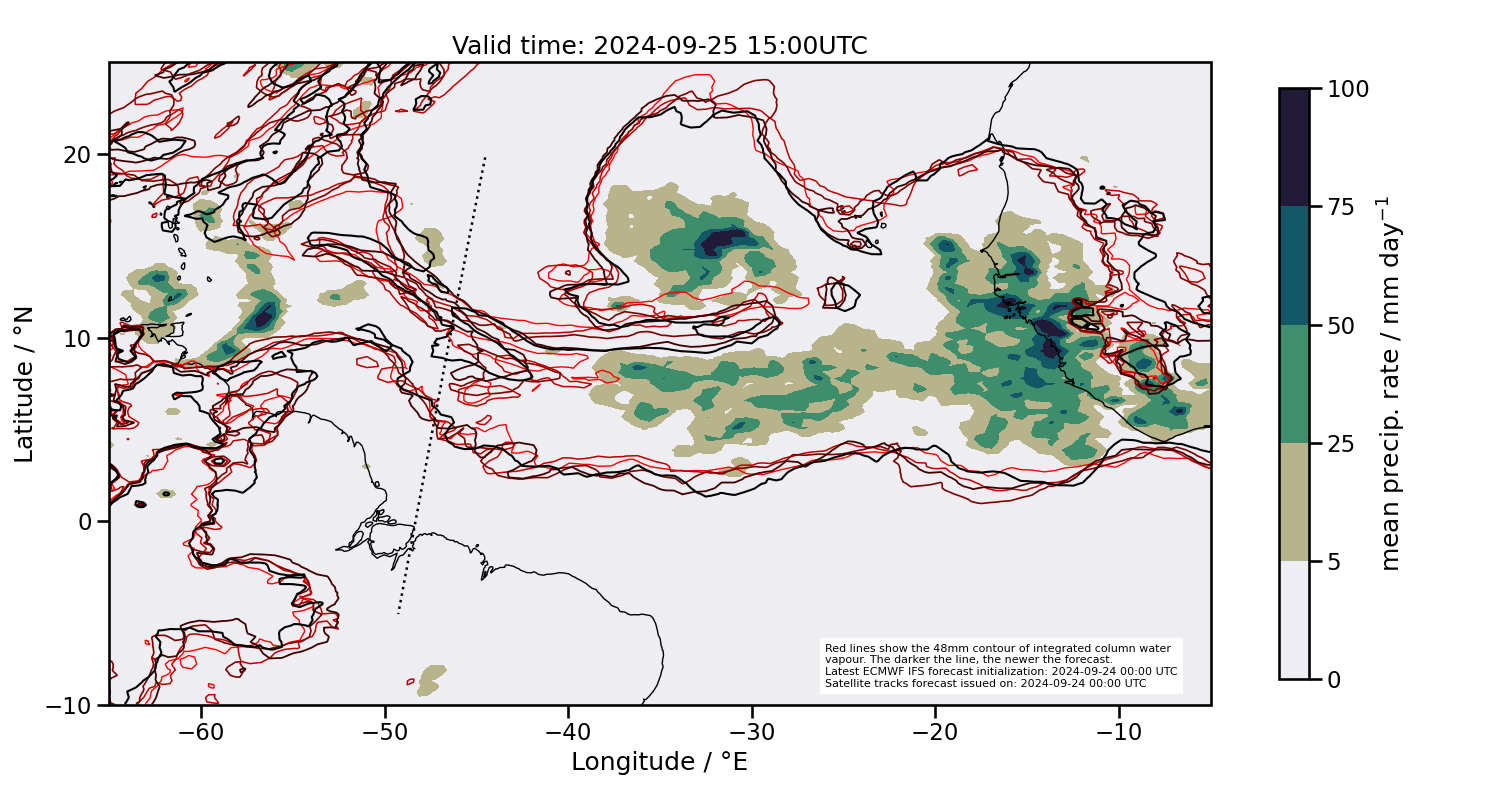 Valid time: 2024-09-25 15:00UTC
Latitude / °N
20
10
0
−10
−60
−50
−40
−30
−20
−10
Longitude / °E
Red lines show the 48mm contour of integrated column water
vapour. The darker the line, the newer the forecast.
Latest ECMWF IFS forecast initialization: 2024-09-24 00:00 UTC
Satellite tracks forecast issued on: 2024-09-24 00:00 UTC
100
75
50
25
5
0
mean precip. rate / mm day⁻¹